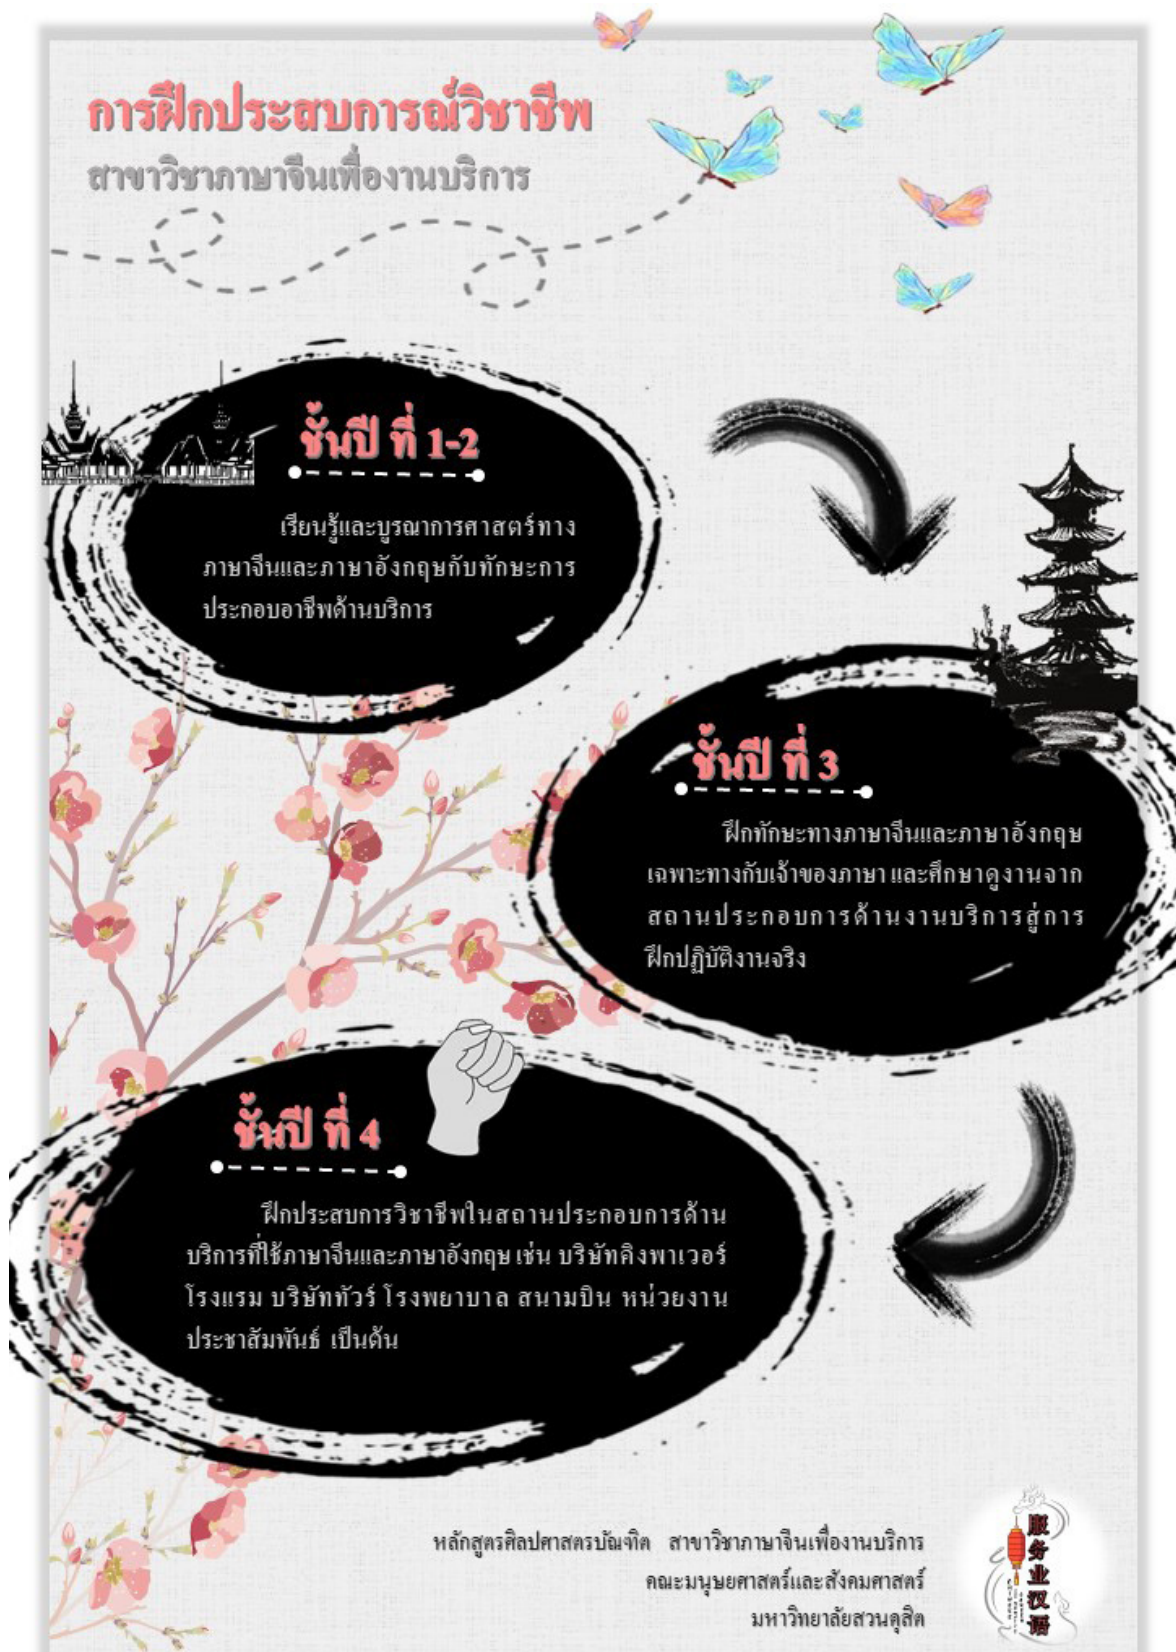 การฝึกประสบการณ์วิชาชีพ
สาขาวิชาภาษาจีนเพื่องานบริการ
ชั้นปี ที่ 1-2
เรียนรู้และบูรณาการศาสตร์ทาง
ภาษาจีนและภาษาอังกฤษกับทักษะการ
ประกอบอาชีพด้านบริการ
ชั้นปี ที่ 3
ฝึกทักษะทางภาษาจีนและภาษาอังกฤษ
เฉพาะทางกับเจ้าของภาษา และศึกษาดูงานจาก
สถานประกอบการด้านงานบริการสู่การ
ฝึกปฏิบัติงานจริง
ชั้นปี ที่ 4
ฝึกประสบการวิชาชีพในสถานประกอบการด้าน
บริการที่ใช้ภาษาจีนและภาษาอังกฤษ เช่น บริษัทคิงพาเวอร์
โรงแรม บริษัททัวร์ โรงพยาบาล สนามบิน หน่วยงาน
ประชาสัมพันธ์ เป็นต้น
หลักสูตรศิลปศาสตรบัณฑิต สาขาวิชาภาษาจีนเพื่องานบริการ
คณะมนุษยศาสตร์และสังคมศาสตร์
มหาวิทยาลัยสวนดุสิต
服务业汉语